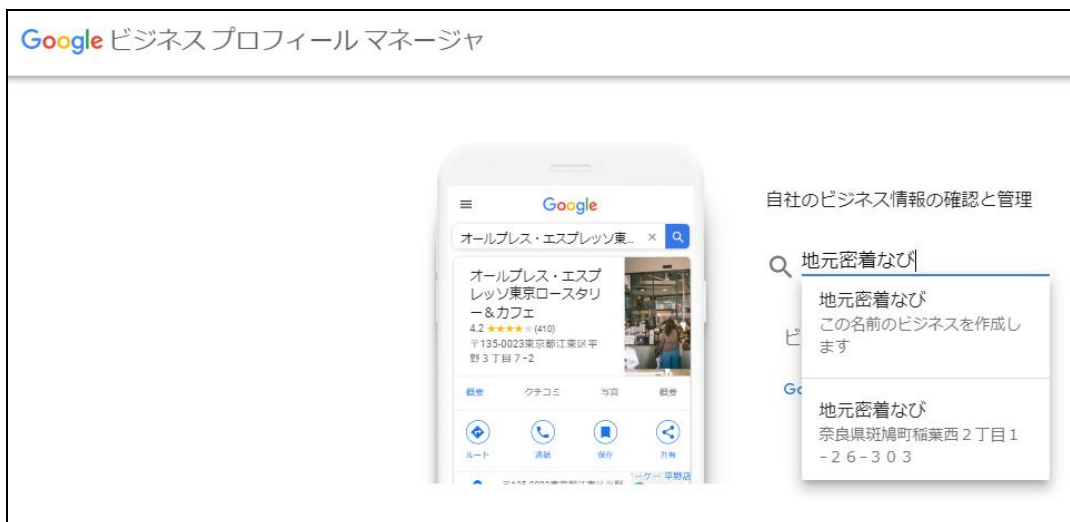 Google ビジネス プロフィール マネージャ
Google
オールプレス・エスプレッソ東...
オールプレス・エスプ
レッソ東京ロースタリ
ー&カフェ
4.2 ★★★★★ (410)
〒135-0023東京都江東区平
野３丁目７−２
概要
クチコミ
写真
概要
ルート
通話
保存
共有
自社のビジネス情報の確認と管理
地元密着なび
地元密着なび
この名前のビジネスを作成し
ます
ビ
地元密着なび
奈良県斑鳩町稲葉西２丁目１
−２６−３０３